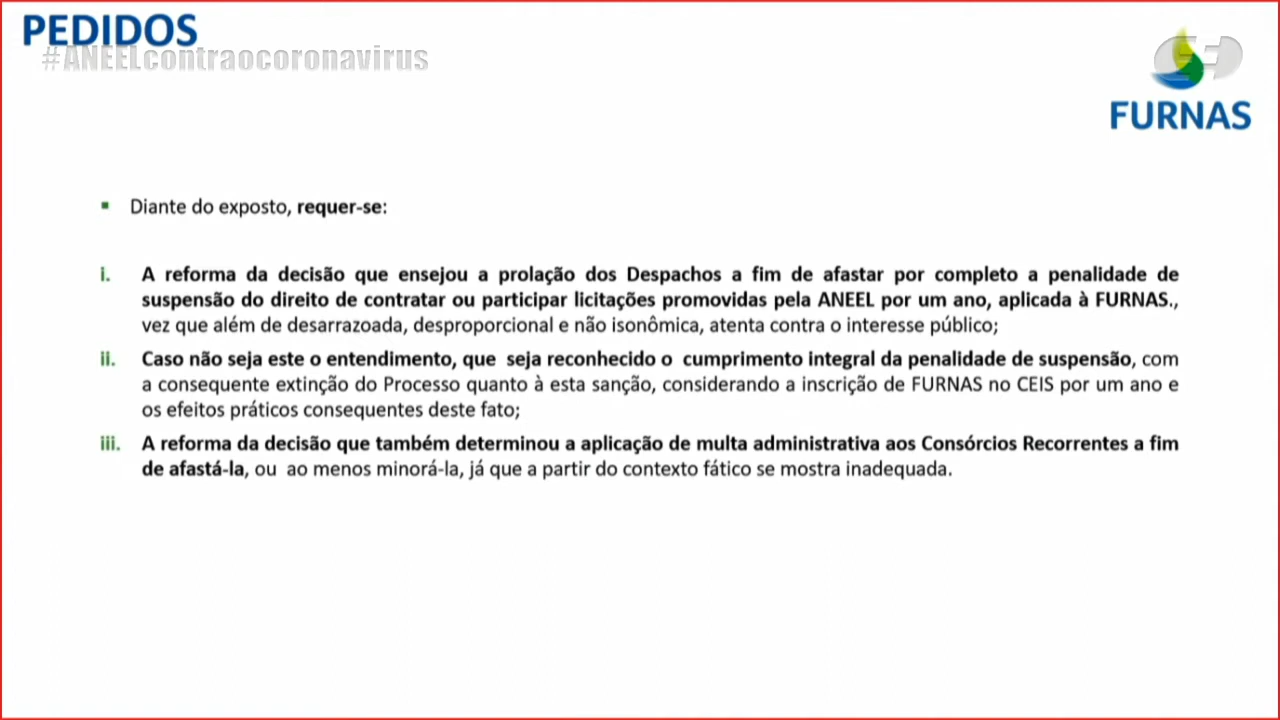 PEDIDOS
#ANEELcontraocoronavirus
FURNAS
▪ Diante do exposto, requer-se:
i. A reforma da decisão que ensejou a prolação dos Despachos a fim de afastar por completo a penalidade de
suspensão do direito de contratar ou participar licitações promovidas pela ANEEL por um ano, aplicada à FURNAS.,
vez que além de desarrazoada, desproporcional e não isonômica, atenta contra o interesse público;
ii. Caso não seja este o entendimento, que seja reconhecido o cumprimento integral da penalidade de suspensão, com
a consequente extinção do Processo quanto à esta sanção, considerando a inscrição de FURNAS no CEIS por um ano e
os efeitos práticos consequentes deste fato;
iii. A reforma da decisão que também determinou a aplicação de multa administrativa aos Consórcios Recorrentes a fim
de afastá-la, ou ao menos minorá-la, já que a partir do contexto fático se mostra inadequada.